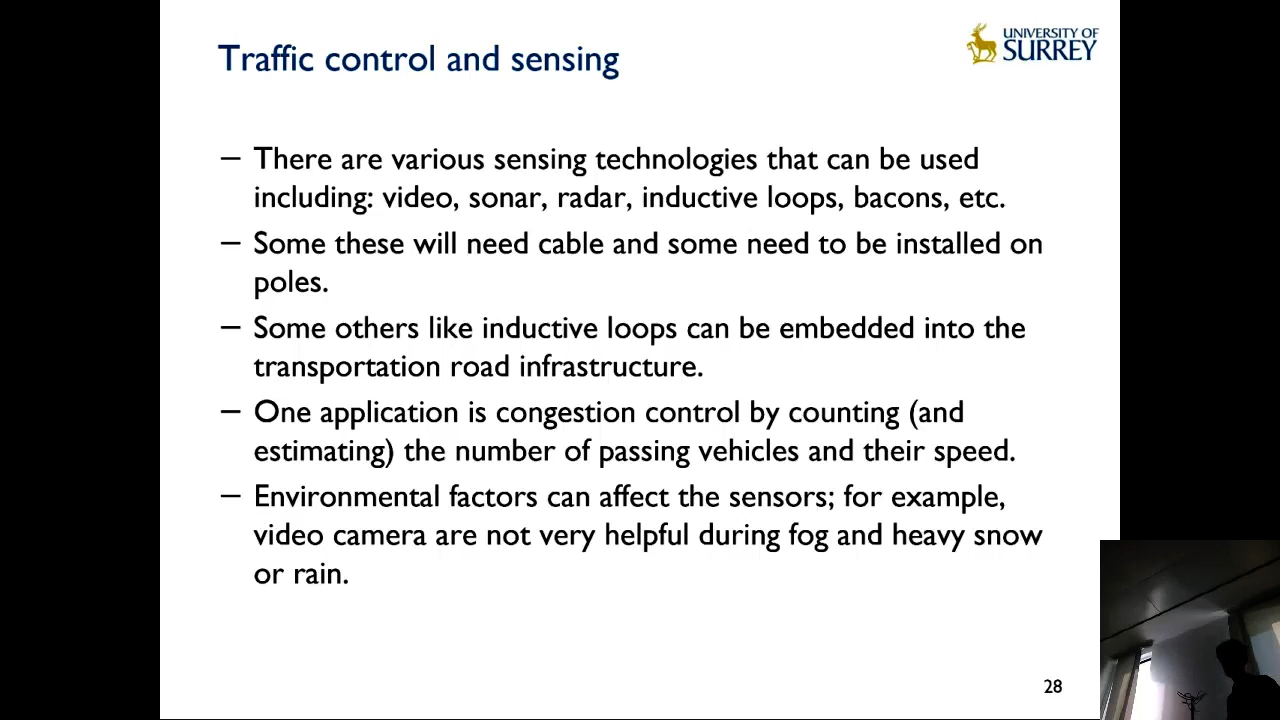 Traffic control and sensing
UNIVERSITY OF
SURREY
– There are various sensing technologies that can be used
including: video, sonar, radar, inductive loops, bacons, etc.
– Some these will need cable and some need to be installed on
poles.
– Some others like inductive loops can be embedded into the
transportation road infrastructure.
– One application is congestion control by counting (and
estimating) the number of passing vehicles and their speed.
– Environmental factors can affect the sensors; for example,
video camera are not very helpful during fog and heavy snow
or rain.
28